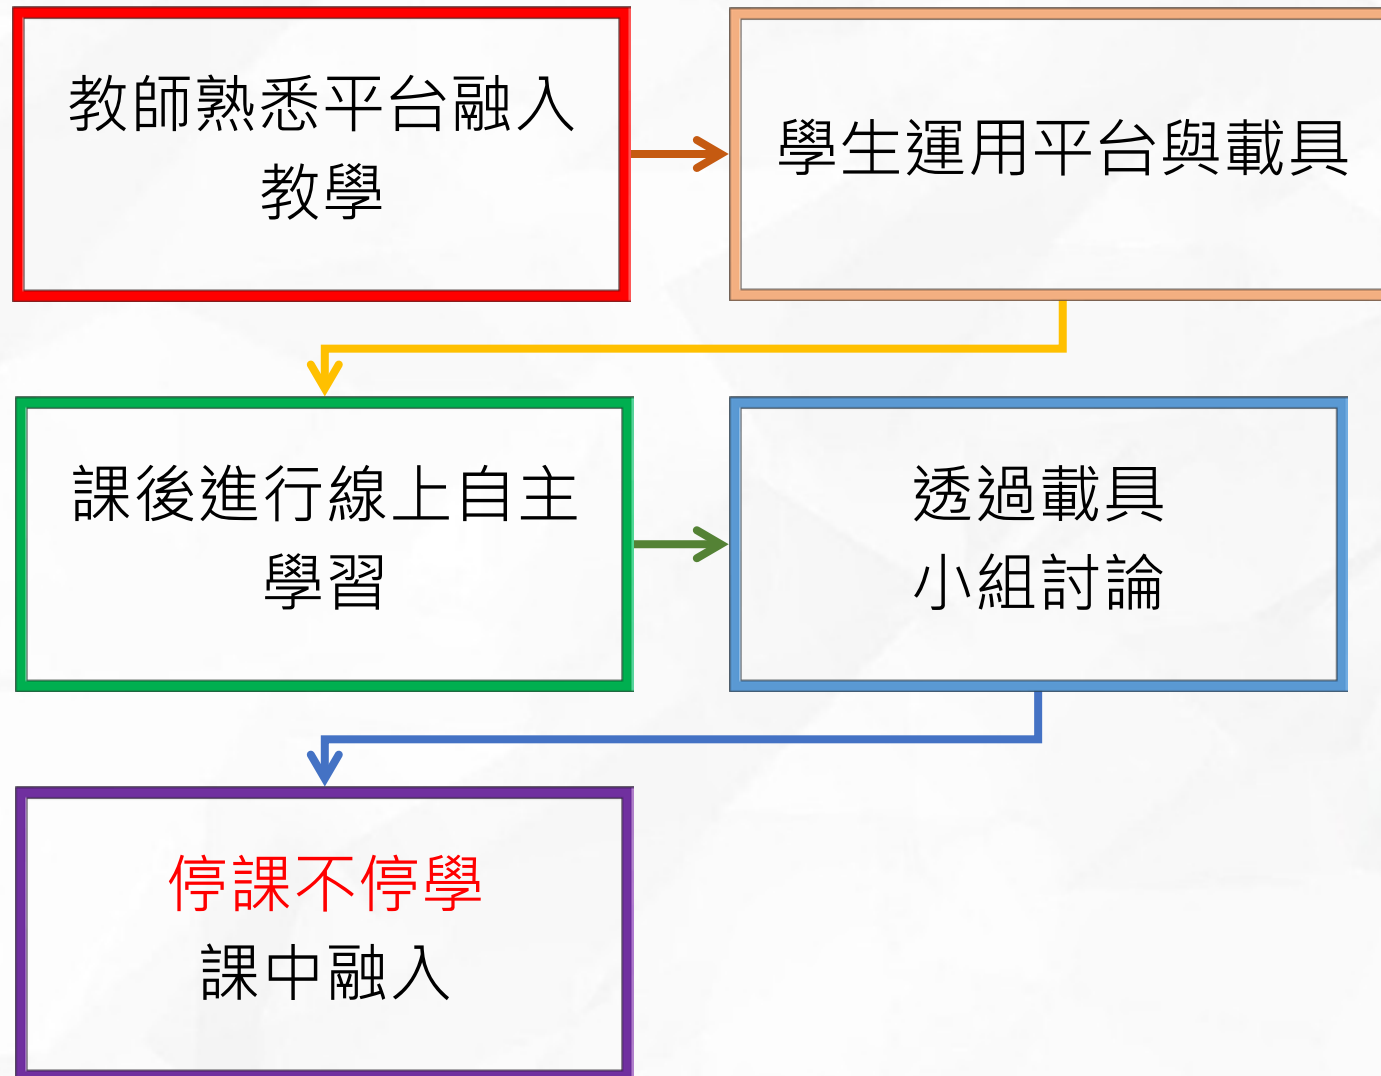 教師熟悉平台融入
教學
學生運用平台與載具
課後進行線上自主
學習
透過載具
小組討論
停課不停學
課中融入